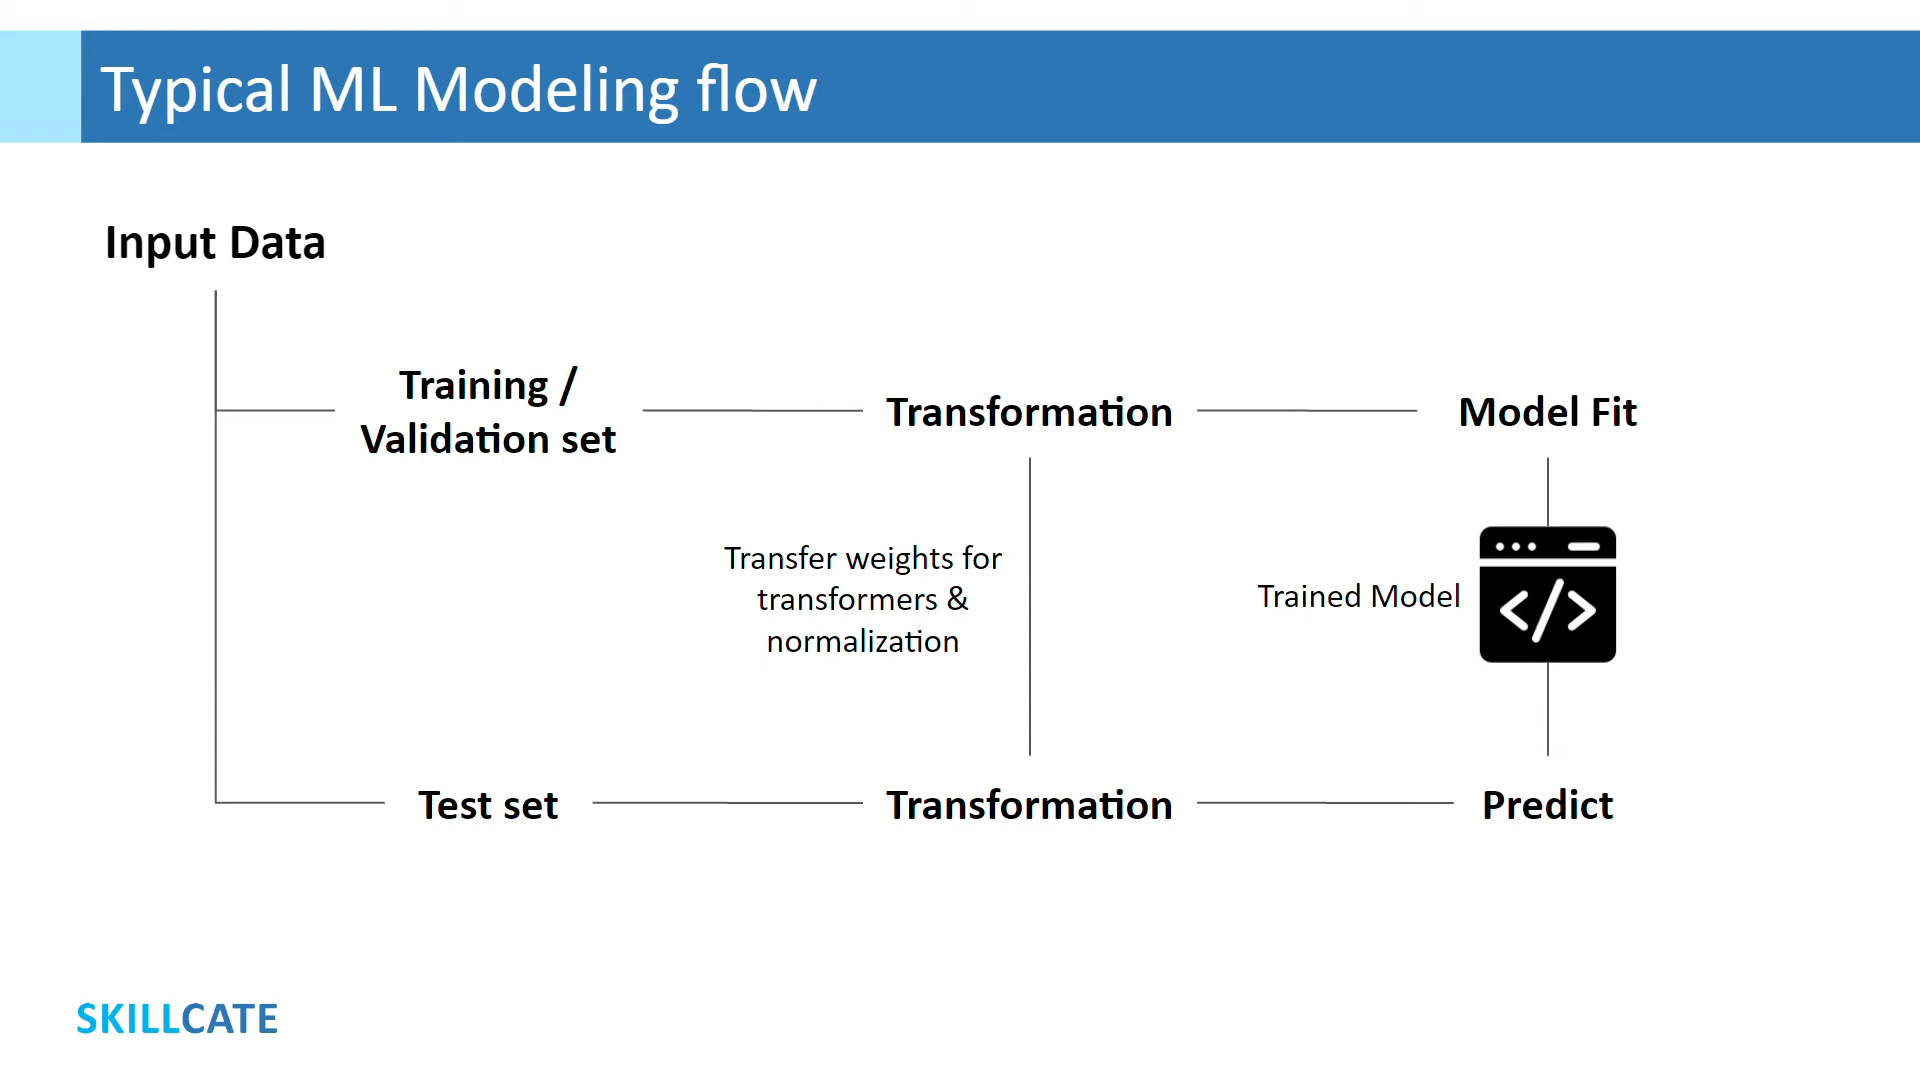 Typical ML Modeling flow
Input Data
Training /
Validation set
Transformation
Model Fit
Transfer weights for
transformers &
normalization
Trained Model
Test set
Transformation
Predict
SKILLCATE